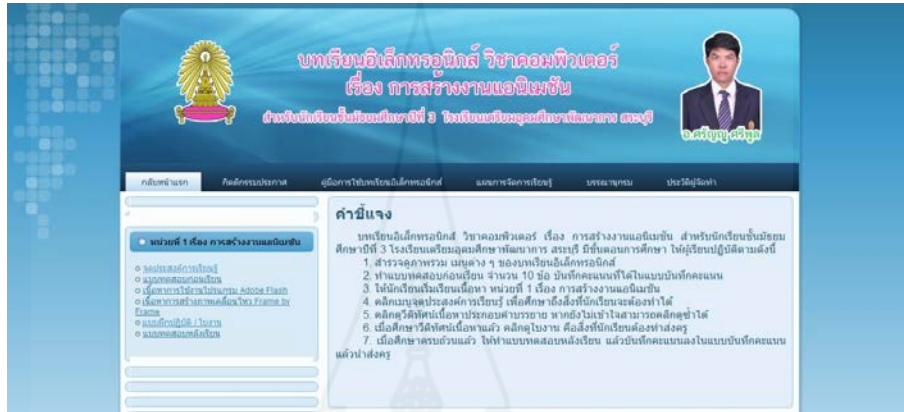 บทเรียนอิเล็กทรอนิกส์ วิชาคอมพิวเตอร์
เรื่อง การสร้างงานแอนิเมชัน
สำหรับนักเรียนชั้นมัธยมศึกษาปีที่ 3 โรงเรียนเตรียมอุดมศึกษาพัฒนาการ สระบุรี
อ.ศรัญญู ศรีพูล
กลับหน้าแรก กิตติกรรมประกาศ คู่มือการใช้บทเรียนอิเล็กทรอนิกส์ แผนการจัดการเรียนรู้ บรรณานุกรม ประวัติผู้จัดทำ
หน่วยที่ 1 เรื่อง การสร้างงานแอนิเมชัน
จุดประสงค์การเรียนรู้
แบบทดสอบก่อนเรียน
เนื้อหาการใช้งานโปรแกรม Adobe Flash
เนื้อหาการสร้างภาพเคลื่อนไหว Frame by
Frame
แบบฝึกปฏิบัติ / ใบงาน
แบบทดสอบหลังเรียน
คำชี้แจง
บทเรียนอิเล็กทรอนิกส์ วิชาคอมพิวเตอร์ เรื่อง การสร้างงานแอนิเมชัน สำหรับนักเรียนชั้นมัธยม
ศึกษาปีที่ 3 โรงเรียนเตรียมอุดมศึกษาพัฒนาการ สระบุรี มีขั้นตอนการศึกษา ให้ผู้เรียนปฏิบัติตามดังนี้
1. สำรวจดูภาพรวม เมนูต่าง ๆ ของบทเรียนอิเล็กทรอนิกส์
2. ทำแบบทดสอบก่อนเรียน จำนวน 10 ข้อ บันทึกคะแนนที่ได้ในแบบบันทึกคะแนน
3. ให้นักเรียนเริ่มเรียนเนื้อหา หน่วยที่ 1 เรื่อง การสร้างงานแอนิเมชัน
4. คลิกเมนูจุดประสงค์การเรียนรู้ เพื่อศึกษาถึงสิ่งที่นักเรียนจะต้องทำได้
5. คลิกดูวีดิทัศน์เนื้อหาประกอบคำบรรยาย หากยังไม่เข้าใจสามารถคลิกดูซ้ำได้
6. เมื่อศึกษาวีดิทัศน์เนื้อหาแล้ว คลิกดูใบงาน คือสิ่งที่นักเรียนต้องทำส่งครู
7. เมื่อศึกษาครบถ้วนแล้ว ให้ทำแบบทดสอบหลังเรียน แล้วบันทึกคะแนนลงในแบบบันทึกคะแนน
แล้วนำส่งครู